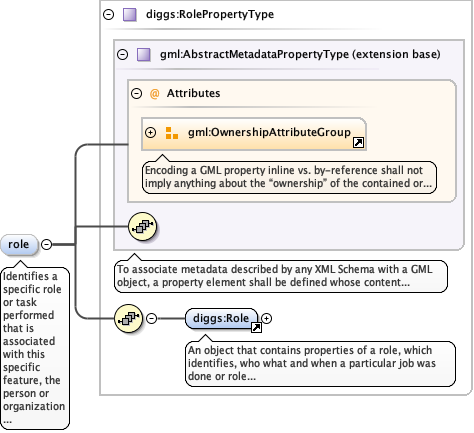 diggs:RolePropertyType
gml:AbstractMetadataPropertyType (extension base)
@ Attributes
gml:OwnershipAttributeGroup
Encoding a GML property inline vs. by-reference shall not
imply anything about the “ownership” of the contained or...
role
Identifies a
specific role
or task
performed
that is
associated
with this
specific
feature, the
person or
organization
...
To associate metadata described by any XML Schema with a GML
object, a property element shall be defined whose content...
diggs:Role
An object that contains properties of a role, which
identifies, who what and when a particular job was
done or role...